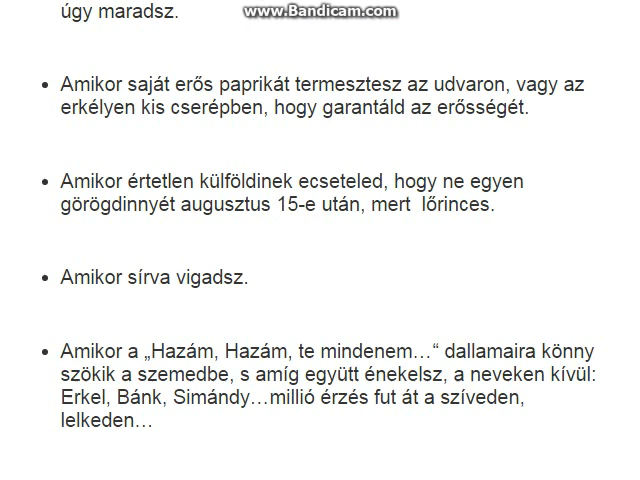 úgy maradsz.
www.Bandicam.com
• Amikor saját erős paprikát termesztesz az udvaron, vagy az
erkélyen kis cserépben, hogy garantáld az erősségét.
• Amikor értetlen külföldinek ecseteled, hogy ne egyen
görögdinnyét augusztus 15-e után, mert  lőrinces.
• Amikor sírva vigadsz.
• Amikor a „Hazám, Hazám, te mindenem…“ dallamaira könny
szökik a szemedbe, s amíg együtt énekelsz, a neveken kívül:
Erkel, Bánk, Simándy…millió érzés fut át a szíveden,
lelkeden…